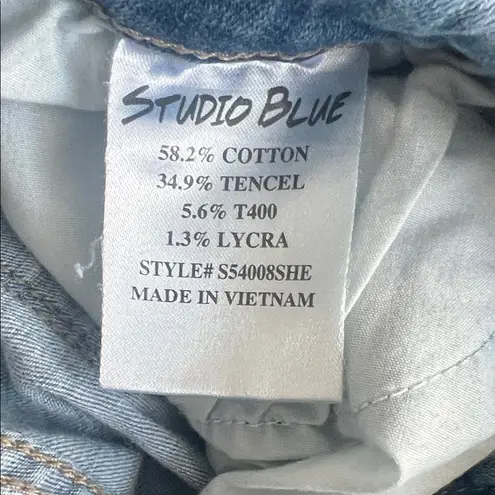 STUDIO BLUE
58.2% COTTON
34.9% TENCEL
5.6% T400
1.3% LYCRA
STYLE# S54008SHE
MADE IN VIETNAM